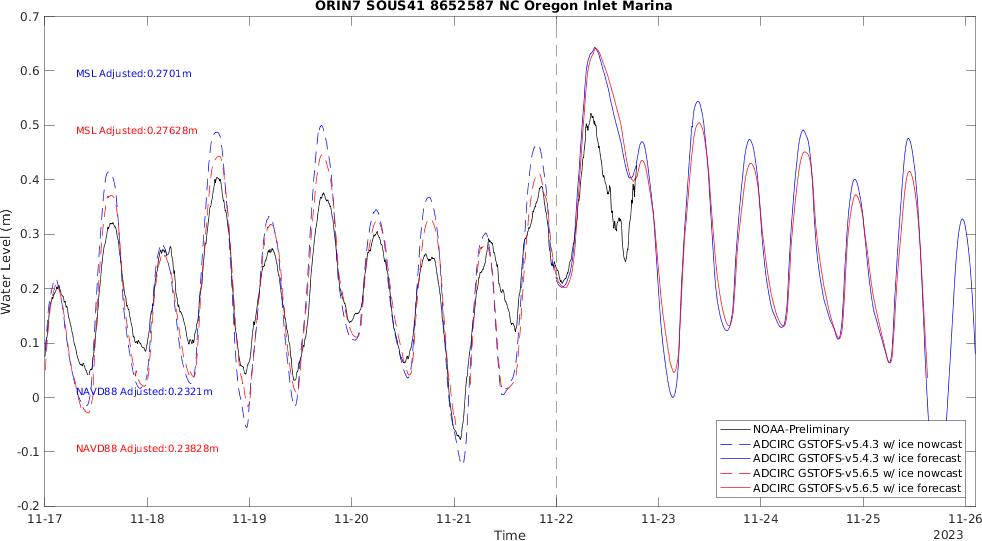 ORIN7 SOUS41 8652587 NC Oregon Inlet Marina
0.7
0.6
0.5
0.4
0.3
0.2
0.1
0
-0.1
-0.2
Water Level (m)
MSL Adjusted:0.2701m
MSL Adjusted:0.27628m
NAVD88 Adjusted:0.2321m
NAVD88 Adjusted:0.23828m
NOAA-Preliminary
ADCIRC GSTOFS-v5.4.3 w/ ice nowcast
ADCIRC GSTOFS-v5.4.3 w/ ice forecast
ADCIRC GSTOFS-v5.6.5 w/ ice nowcast
ADCIRC GSTOFS-v5.6.5 w/ ice forecast
11-17 11-18 11-19 11-20 11-21 11-22 11-23 11-24 11-25 11-26
Time
2023